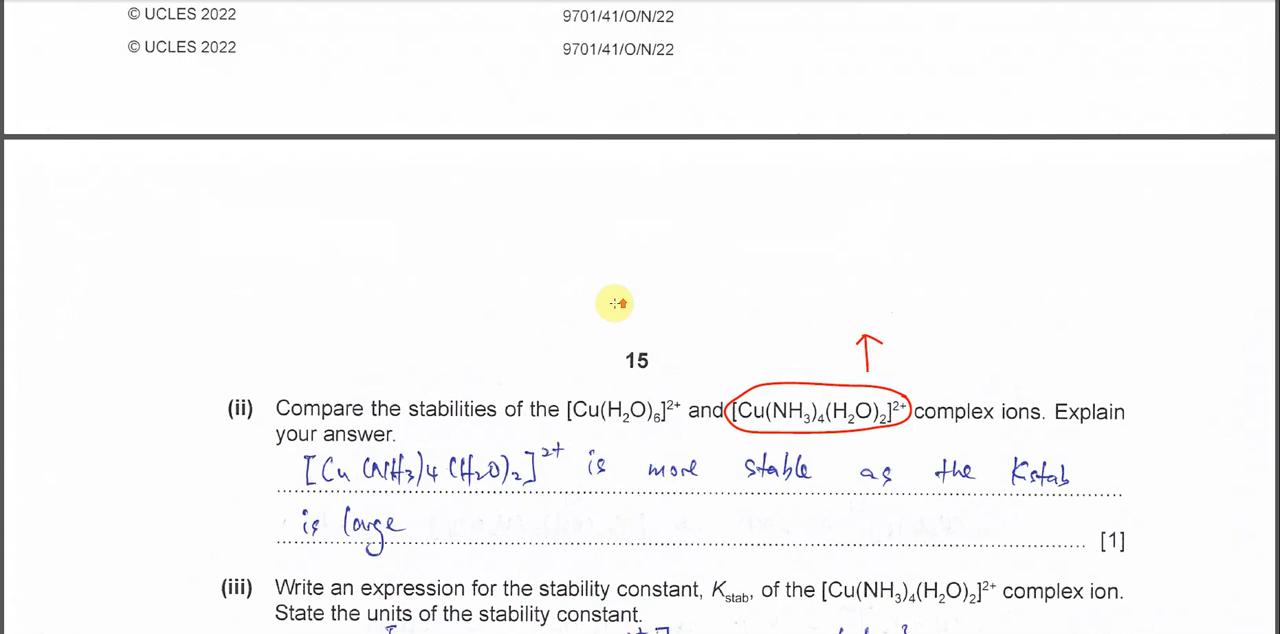 © UCLES 2022 9701/41/O/N/22
© UCLES 2022 9701/41/O/N/22
15
(ii) Compare the stabilities of the [Cu(H₂O)₆]²⁺ and [Cu(NH₃)₄(H₂O)₂]²⁺ complex ions. Explain
your answer.
[Cu(NH₃)₄(H₂O)₂]²⁺ is more stable as the Kstab
is large
[1]
(iii) Write an expression for the stability constant, Kstab, of the [Cu(NH₃)₄(H₂O)₂]²⁺ complex ion.
State the units of the stability constant.